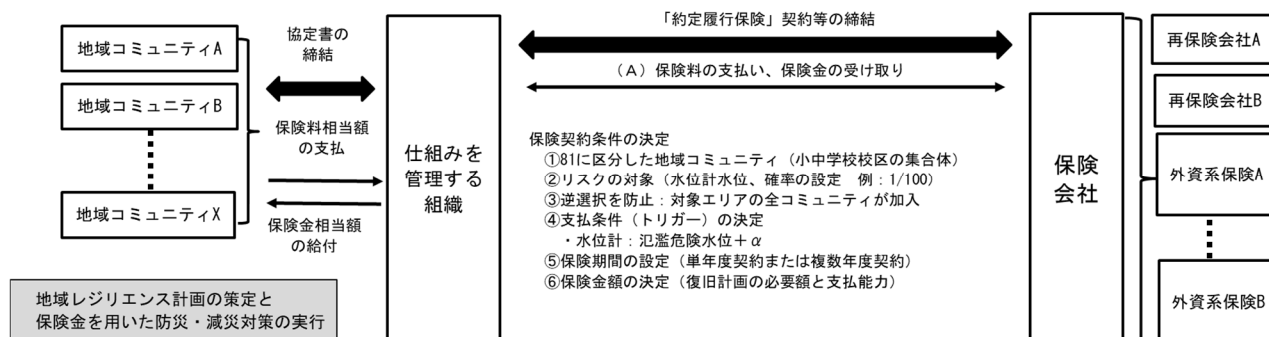 地域コミュニティA
地域コミュニティB
地域コミュニティX
協定書の
締結
保険料相当額
の支払
保険金相当額
の給付
地域レジリエンス計画の策定と
保険金を用いた防災・減災対策の実行
仕組みを
管理する
組織
「約定履行保険」契約等の締結
（A）保険料の支払い、保険金の受け取り
保険契約条件の決定
①81に区分した地域コミュニティ（小中学校校区の集合体）
②リスクの対象（水位計水位、確率の設定　例：1/100）
③逆選択を防止：対象エリアの全コミュニティが加入
④支払条件（トリガー）の決定
・水位計：氾濫危険水位＋α
⑤保険期間の設定（単年度契約または複数年度契約）
⑥保険金額の決定（復旧計画の必要額と支払能力）
保険
会社
再保険会社A
再保険会社B
外資系保険A
外資系保険B